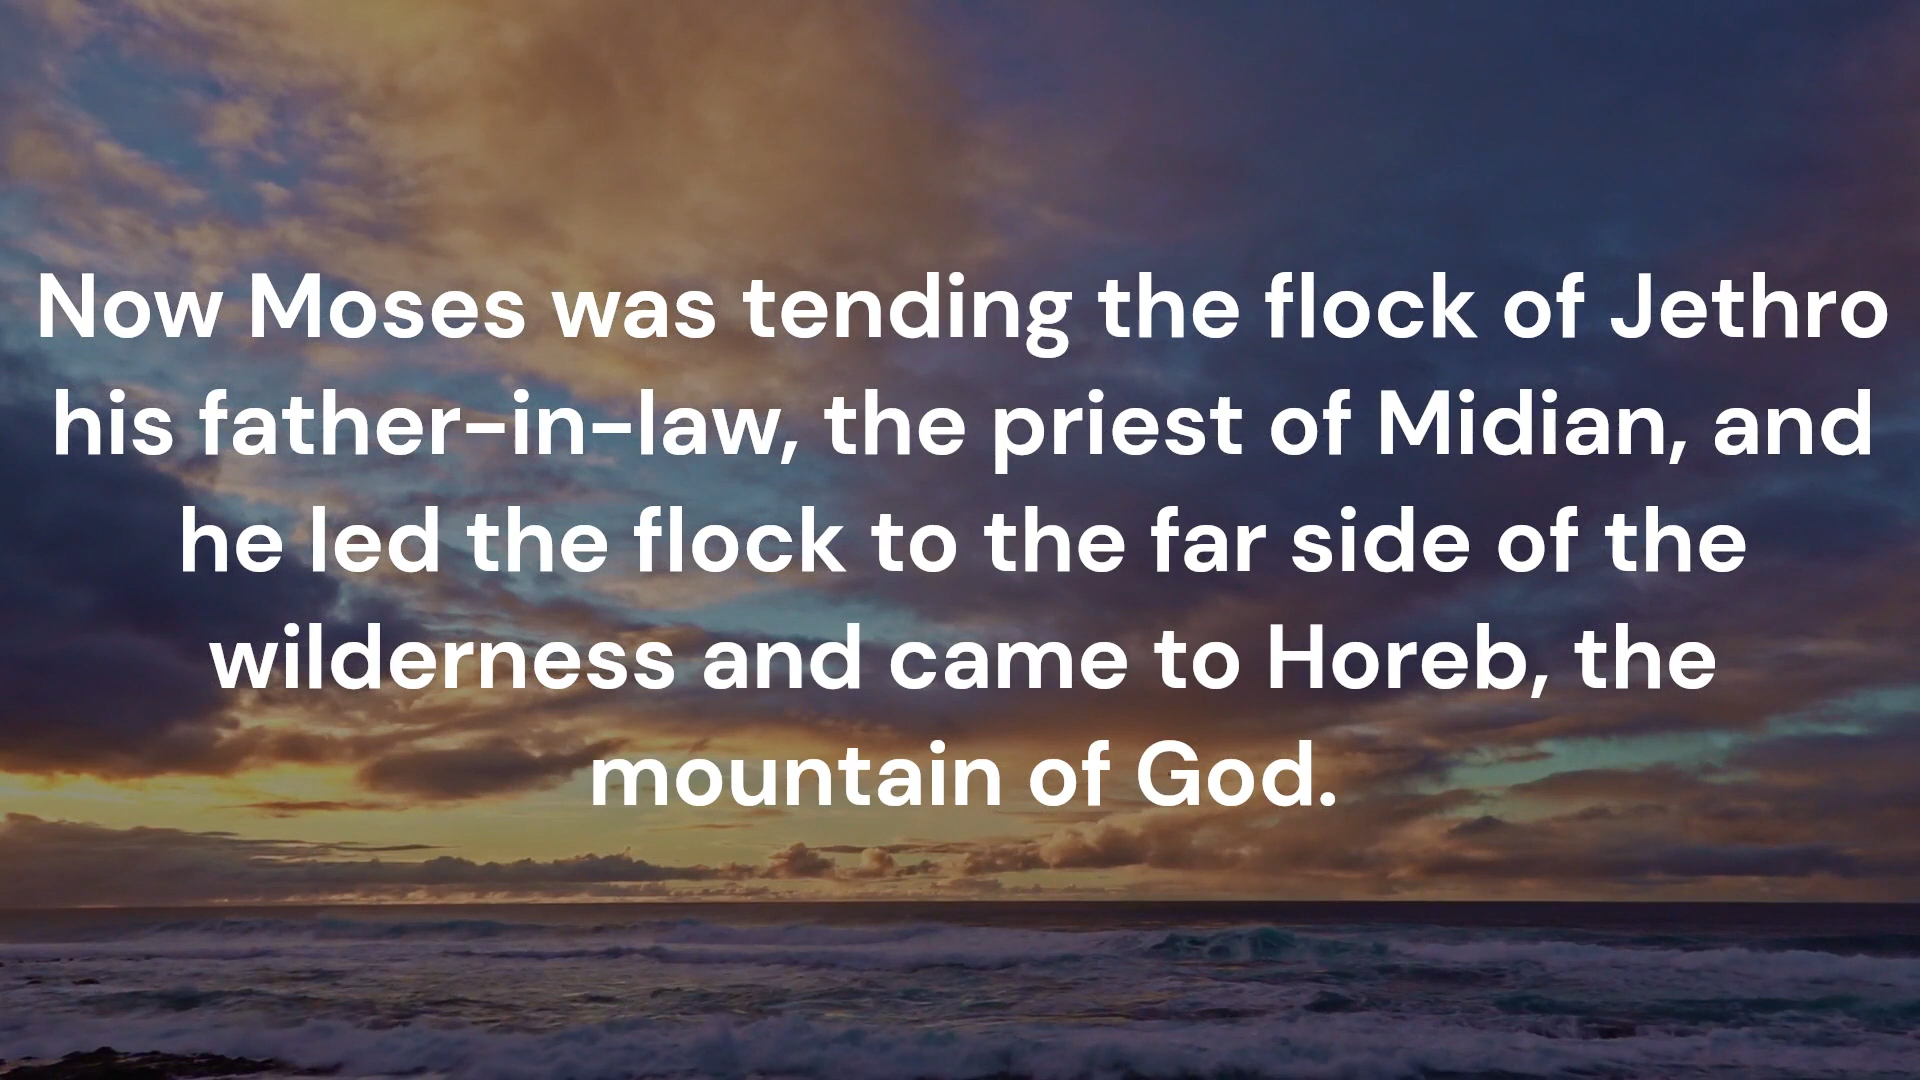 Now Moses was tending the flock of Jethro
his father-in-law, the priest of Midian, and
he led the flock to the far side of the
wilderness and came to Horeb, the
mountain of God.